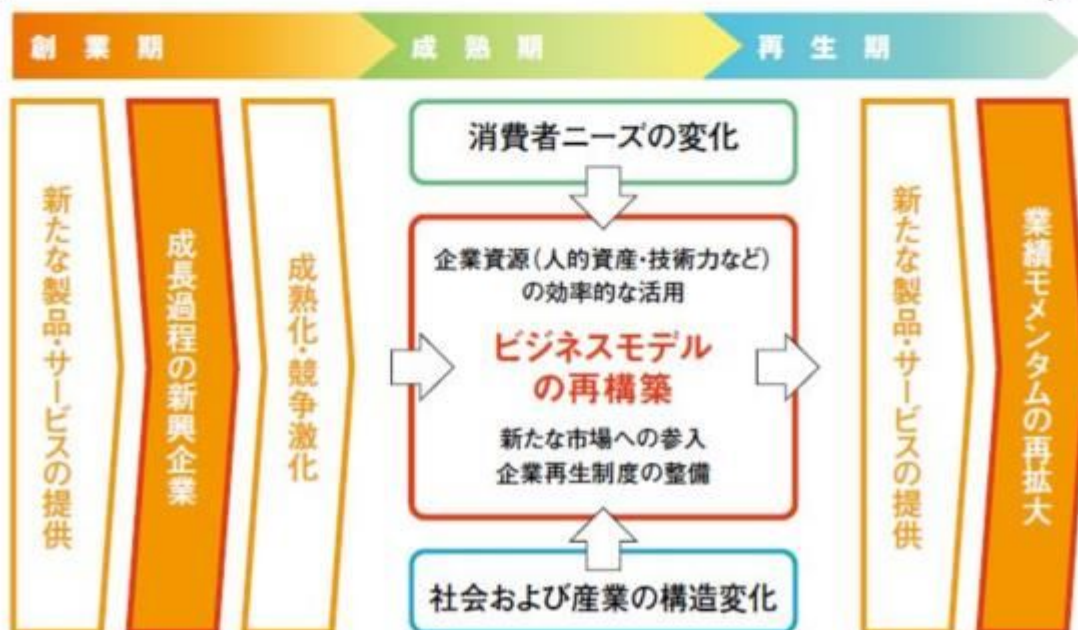 創業期
成熟期
再生期
新たな製品・サービスの提供
成長過程の新興企業
成熟化・競争激化
消費者ニーズの変化
企業資源(人的資産・技術力など)
の効率的な活用
ビジネスモデル
の再構築
新たな市場への参入
企業再生制度の整備
社会および産業の構造変化
新たな製品・サービスの提供
業績モメンタムの再拡大